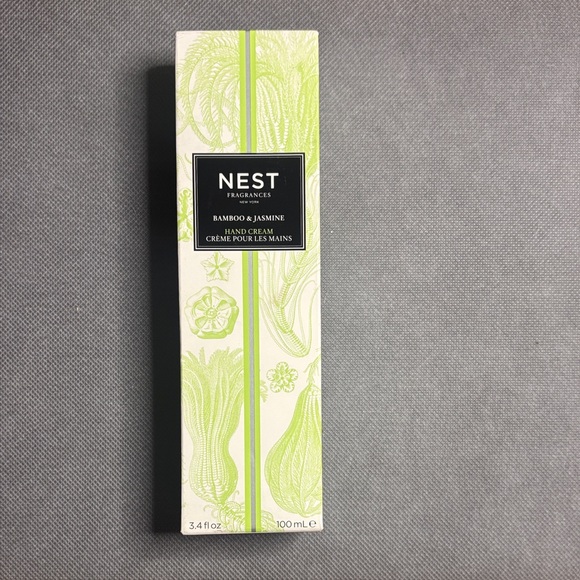 NEST
FRAGRANCES
NEW YORK
BAMBOO & JASMINE
HAND CREAM
CRÈME POUR LES MAINS
3.4 fl oz 100 mL ℮